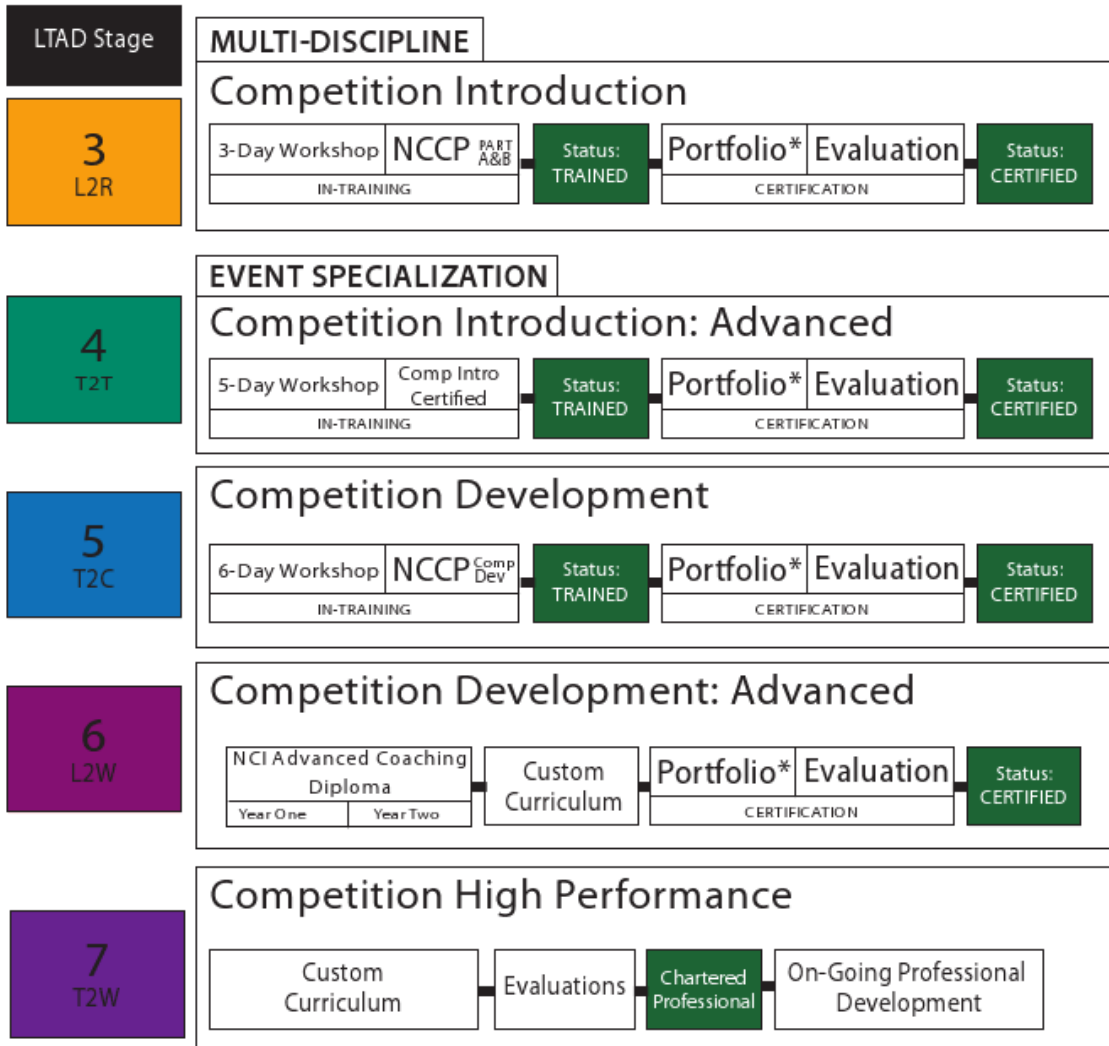 LTAD Stage
MULTI-DISCIPLINE
3
L2R
Competition Introduction
3-Day Workshop
NCCP PART A&B
IN-TRAINING
Status:
TRAINED
Portfolio*
Evaluation
CERTIFICATION
Status:
CERTIFIED
EVENT SPECIALIZATION
4
T2T
Competition Introduction: Advanced
5-Day Workshop
Comp Intro
Certified
IN-TRAINING
Status:
TRAINED
Portfolio*
Evaluation
CERTIFICATION
Status:
CERTIFIED
5
T2C
Competition Development
6-Day Workshop
NCCP Comp Dev
IN-TRAINING
Status:
TRAINED
Portfolio*
Evaluation
CERTIFICATION
Status:
CERTIFIED
6
L2W
Competition Development: Advanced
NCI Advanced Coaching
Diploma
Year One
Year Two
Custom
Curriculum
Portfolio*
Evaluation
CERTIFICATION
Status:
CERTIFIED
7
T2W
Competition High Performance
Custom
Curriculum
Evaluations
Chartered
Professional
On-Going Professional
Development